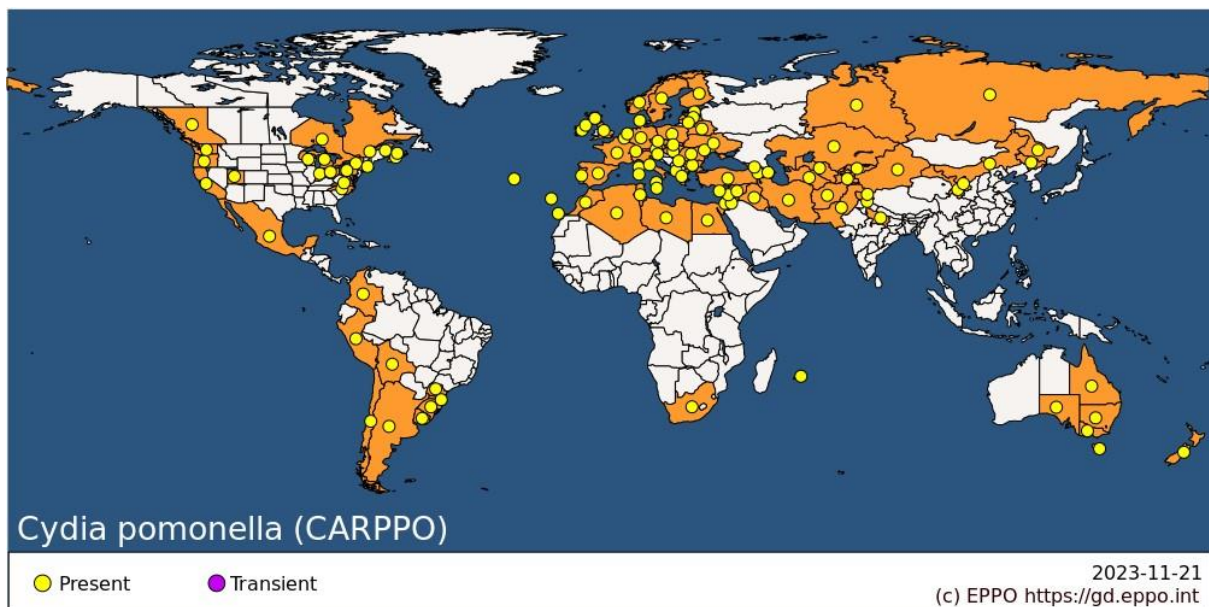 Cydia pomonella (CARPPO)
Present
Transient
2023-11-21
(c) EPPO https://gd.eppo.int